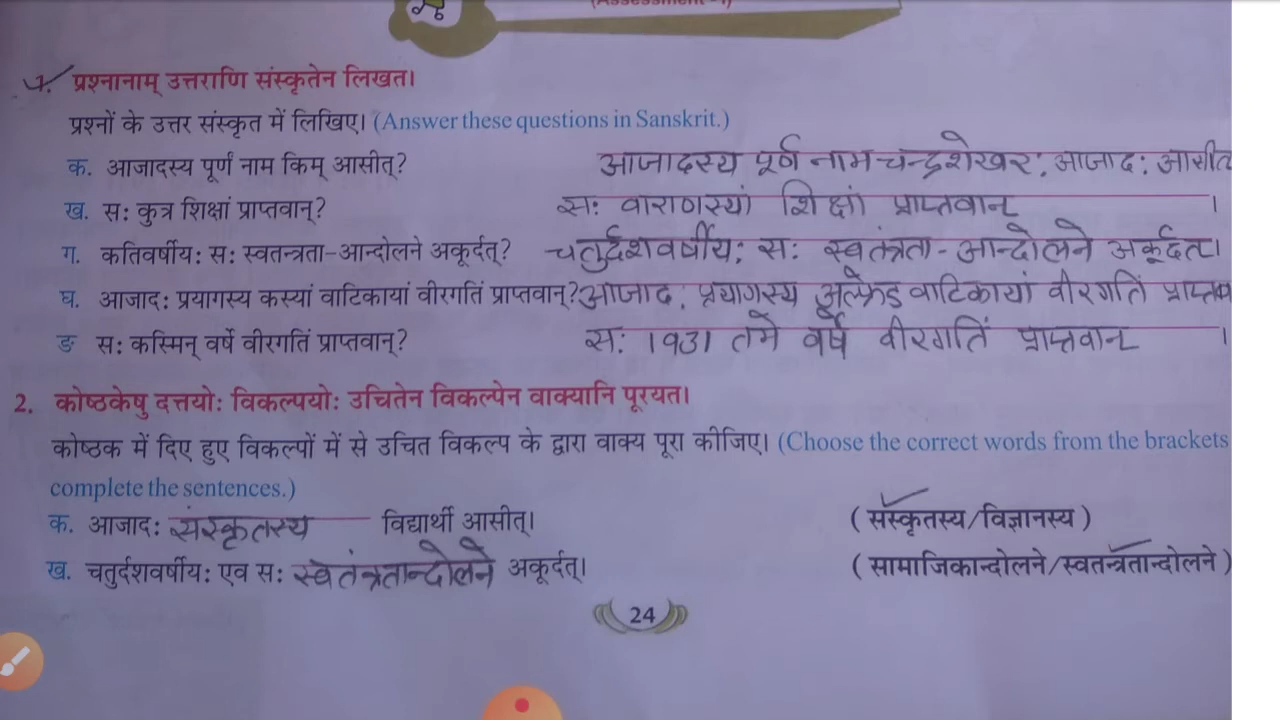 (Assessment -I)
1. प्रश्नानाम् उत्तराणि संस्कृतेन लिखत।
प्रश्नों के उत्तर संस्कृत में लिखिए। (Answer these questions in Sanskrit.)
क. आजादस्य पूर्णं नाम किम् आसीत्? आजादस्य पूर्ण नाम चन्द्रशेखर: आजाद: आसीत
ख. सः कुत्र शिक्षां प्राप्तवान्? सः वाराणस्यां शिक्षां प्राप्तवान् ।
ग. कतिवर्षीयः सः स्वतन्त्रता-आन्दोलने अकूर्दत्? चतुर्दशवर्षीय: सः स्वतंत्रता - आन्दोलने अकूर्दत्।
घ. आजादः प्रयागस्य कस्यां वाटिकायां वीरगतिं प्राप्तवान्? आजाद: प्रयागस्य अल्फ्रेड वाटिकायां वीरगतिं प्राप्तव
ङ सः कस्मिन् वर्षे वीरगतिं प्राप्तवान्? सः 1931 तमे वर्षे वीरगतिं प्राप्तवान् ।
2. कोष्ठकेषु दत्तयोः विकल्पयोः उचितेन विकल्पेन वाक्यानि पूरयत।
कोष्ठक में दिए हुए विकल्पों में से उचित विकल्प के द्वारा वाक्य पूरा कीजिए। (Choose the correct words from the brackets
complete the sentences.)
क. आजादः संस्कृतस्य विद्यार्थी आसीत्। (संस्कृतस्य/विज्ञानस्य)
ख. चतुर्दशवर्षीयः एव सः स्वतंत्रतान्दोलने अकूर्दत्। (सामाजिकान्दोलने/स्वतन्त्रतान्दोलने)
24